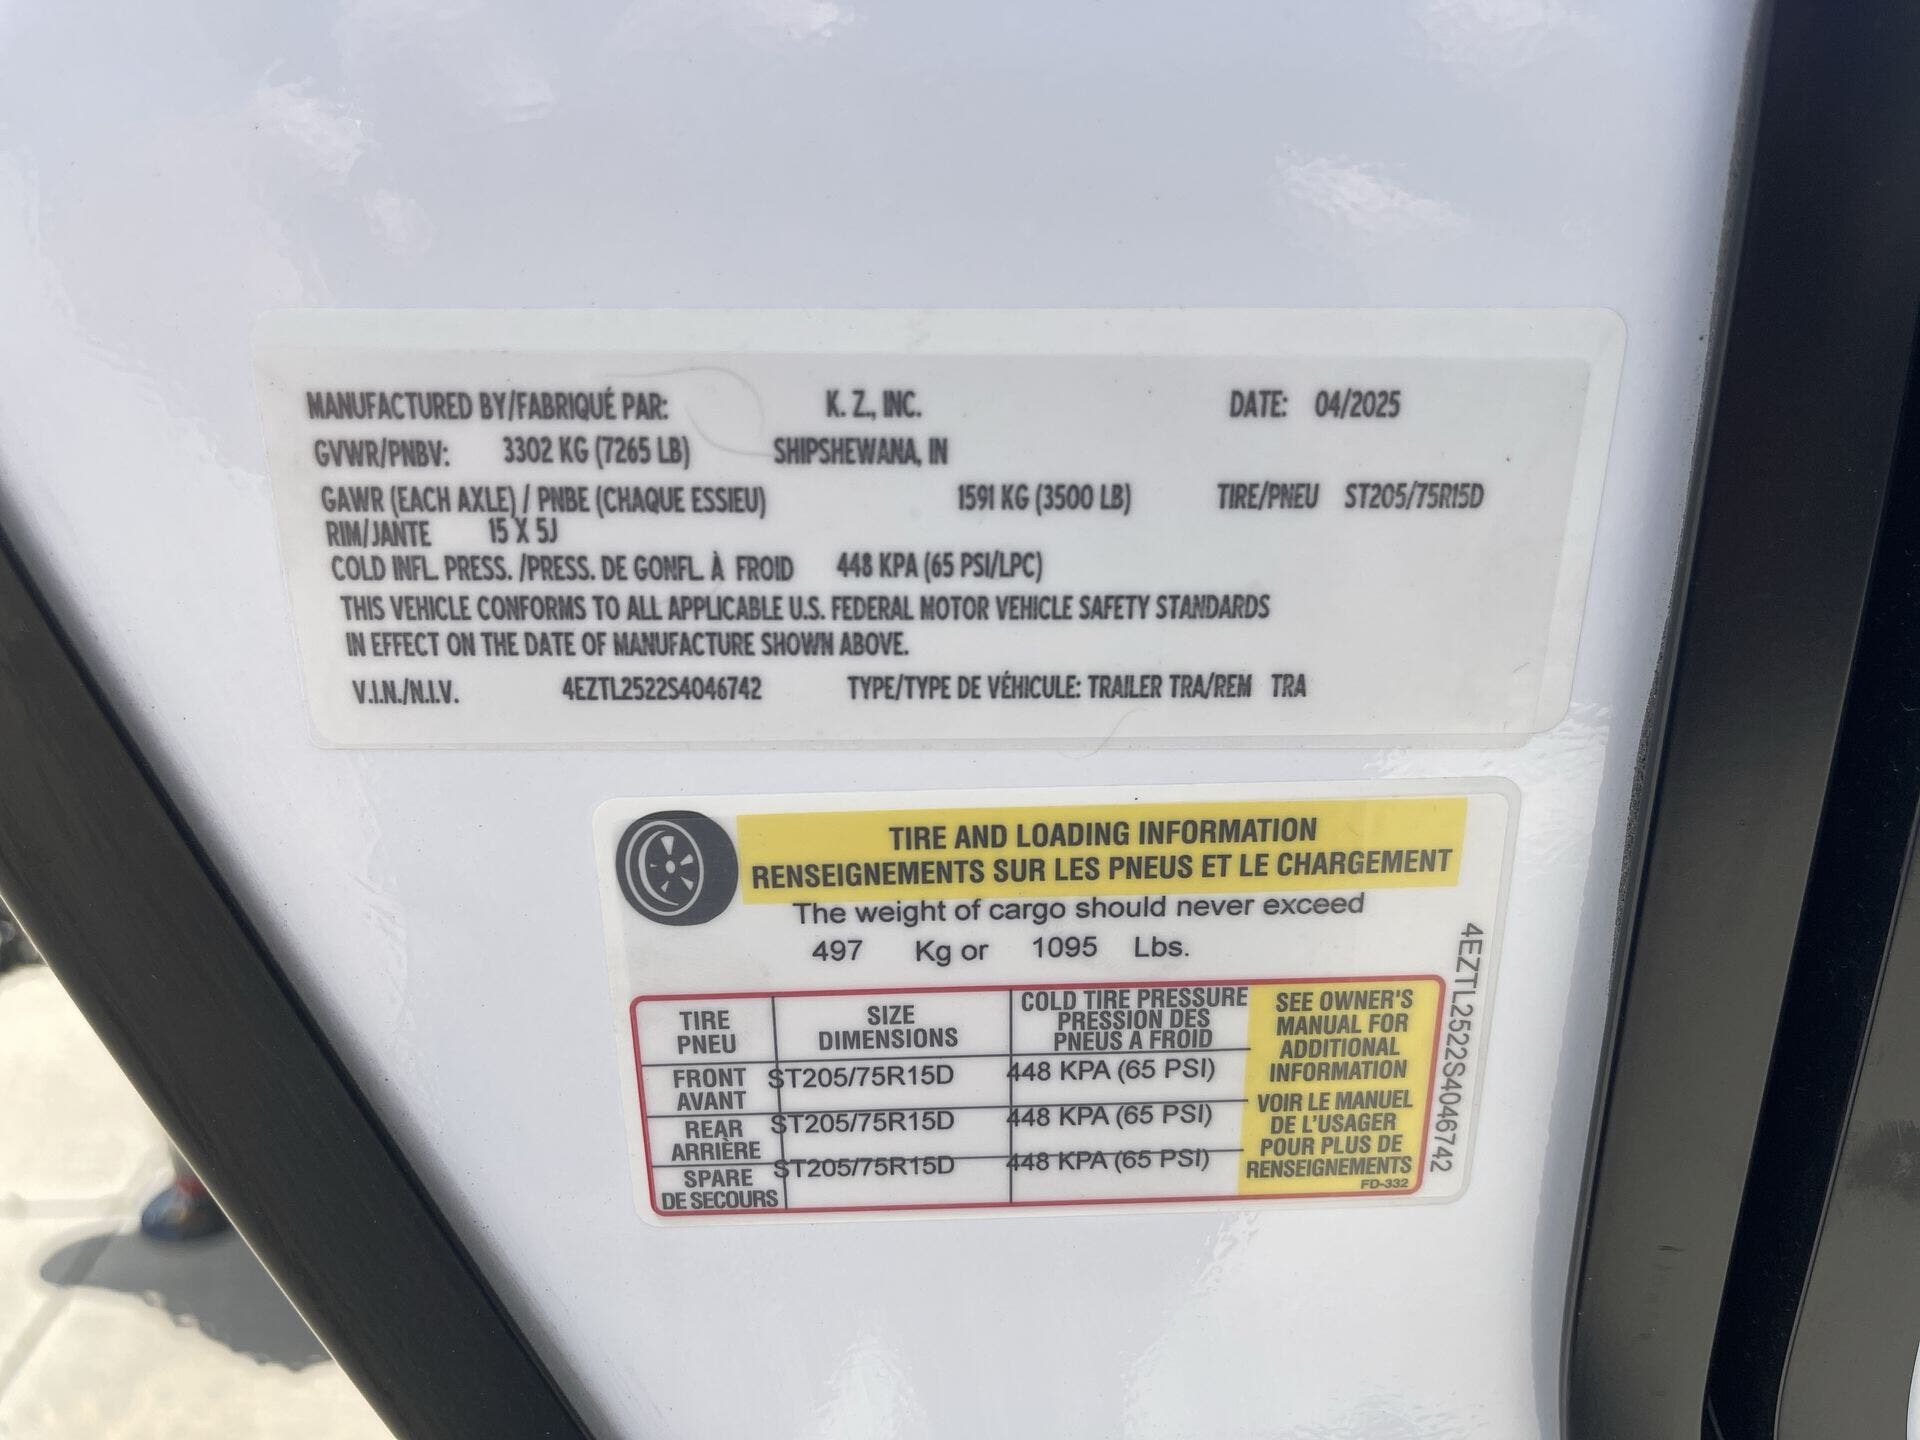 MANUFACTURED BY/FABRIQUÉ PAR: K. Z., INC. DATE: 04/2025
GVWR/PNBV: 3302 KG (7265 LB) SHIPSHEWANA, IN
GAWR (EACH AXLE) / PNBE (CHAQUE ESSIEU) 1591 KG (3500 LB) TIRE/PNEU ST205/75R15D
RIM/JANTE 15 X 5J
COLD INFL. PRESS. /PRESS. DE GONFL. À FROID 448 KPA (65 PSI/LPC)
THIS VEHICLE CONFORMS TO ALL APPLICABLE U.S. FEDERAL MOTOR VEHICLE SAFETY STANDARDS
IN EFFECT ON THE DATE OF MANUFACTURE SHOWN ABOVE.
V.I.N./N.I.V. 4EZTL2522S4046742 TYPE/TYPE DE VÉHICULE: TRAILER TRA/REM TRA
TIRE AND LOADING INFORMATION
RENSEIGNEMENTS SUR LES PNEUS ET LE CHARGEMENT
The weight of cargo should never exceed
497 Kg or 1095 Lbs.
TIRE
PNEU
SIZE
DIMENSIONS
COLD TIRE PRESSURE
PRESSION DES
PNEUS A FROID
FRONT
AVANT
ST205/75R15D
448 KPA (65 PSI)
REAR
ARRIÈRE
ST205/75R15D
448 KPA (65 PSI)
SPARE
DE SECOURS
ST205/75R15D
448 KPA (65 PSI)
SEE OWNER'S
MANUAL FOR
ADDITIONAL
INFORMATION
VOIR LE MANUEL
DE L'USAGER
POUR PLUS DE
RENSEIGNEMENTS
FD-332
4EZTL2522S4046742